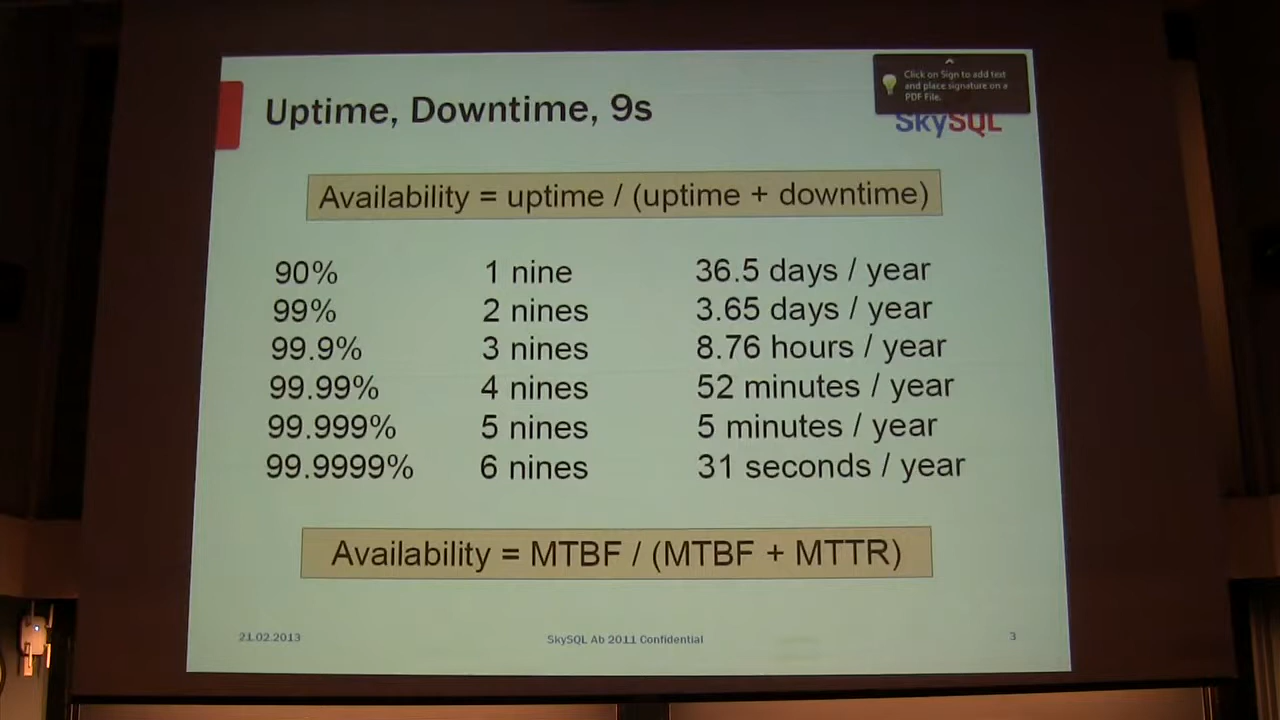 Click on Sign to add text
and place signature on a
PDF File.
Uptime, Downtime, 9s
SkySQL
Availability = uptime / (uptime + downtime)
90% 1 nine 36.5 days / year
99% 2 nines 3.65 days / year
99.9% 3 nines 8.76 hours / year
99.99% 4 nines 52 minutes / year
99.999% 5 nines 5 minutes / year
99.9999% 6 nines 31 seconds / year
Availability = MTBF / (MTBF + MTTR)
21.02.2013 SkySQL Ab 2011 Confidential 3